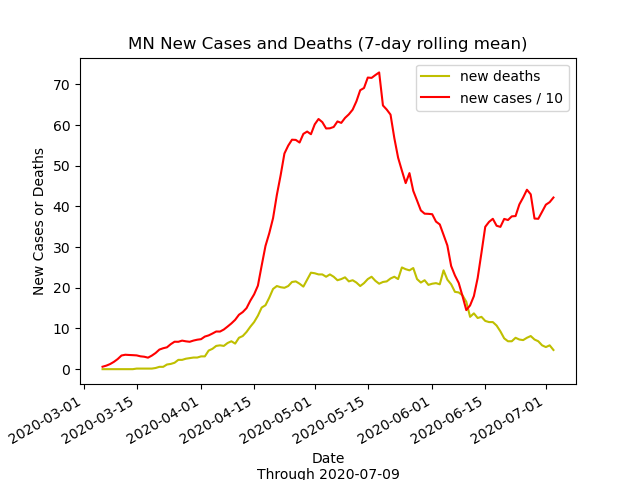 MN New Cases and Deaths (7-day rolling mean)
new deaths
new cases / 10
New Cases or Deaths
70
60
50
40
30
20
10
0
2020-03-01
2020-03-15
2020-04-01
2020-04-15
2020-05-01
2020-05-15
2020-06-01
2020-06-15
2020-07-01
Date
Through 2020-07-09